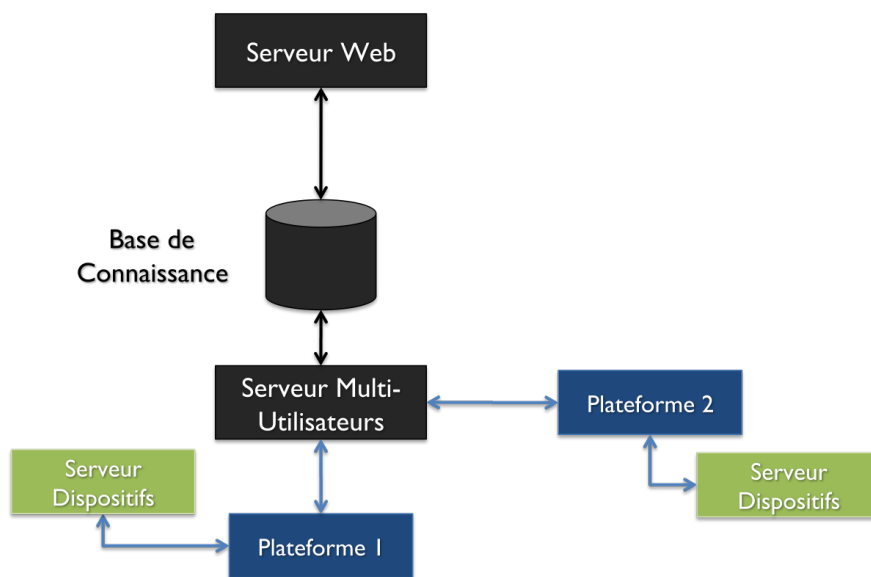 Serveur Web
Base de
Connaissance
Serveur Multi-
Utilisateurs
Plateforme 2
Serveur
Dispositifs
Serveur
Dispositifs
Plateforme 1